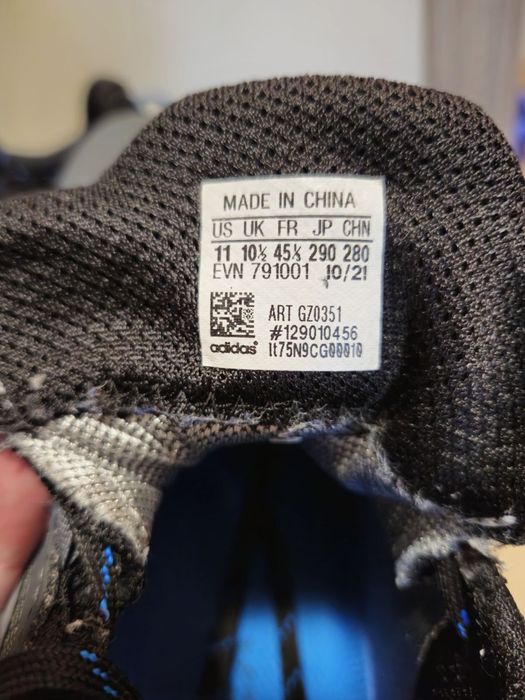 MADE IN CHINA
US UK FR JP CHN
11 10½ 45⅓ 290 280
EVN 791001 10/21
ART GZ0351
#129010456
adidas® lt75N9CG00010